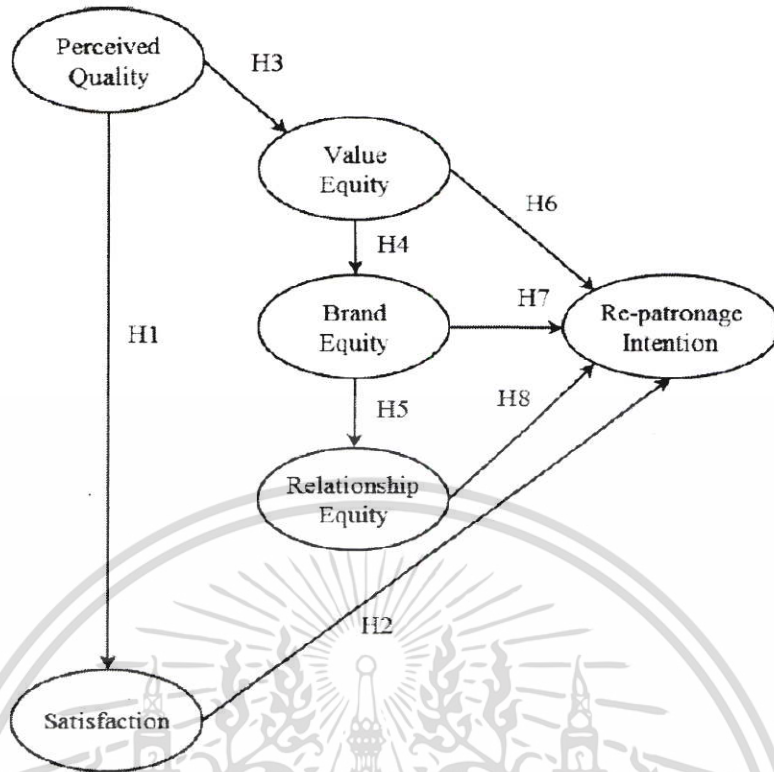 Perceived
Quality
H3
Value
Equity
H6
H4
Brand
Equity
H7
Re-patronage
Intention
H1
H5
H8
Relationship
Equity
H2
Satisfaction